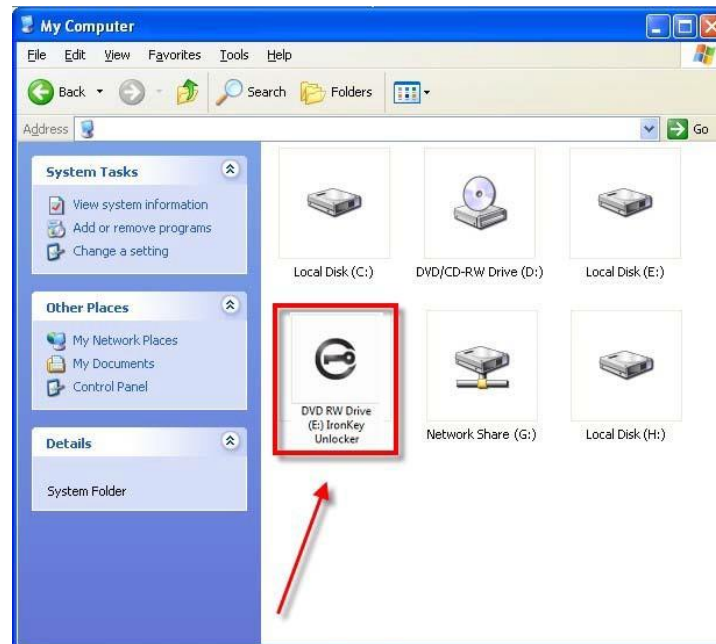 My Computer
File Edit View Favorites Tools Help
Back Search Folders
Address Go
System Tasks
View system information
Add or remove programs
Change a setting
Other Places
My Network Places
My Documents
Control Panel
Details
System Folder
Local Disk (C:) DVD/CD-RW Drive (D:) Local Disk (E:)
DVD RW Drive
(E:) IronKey
Unlocker
Network Share (G:) Local Disk (H:)